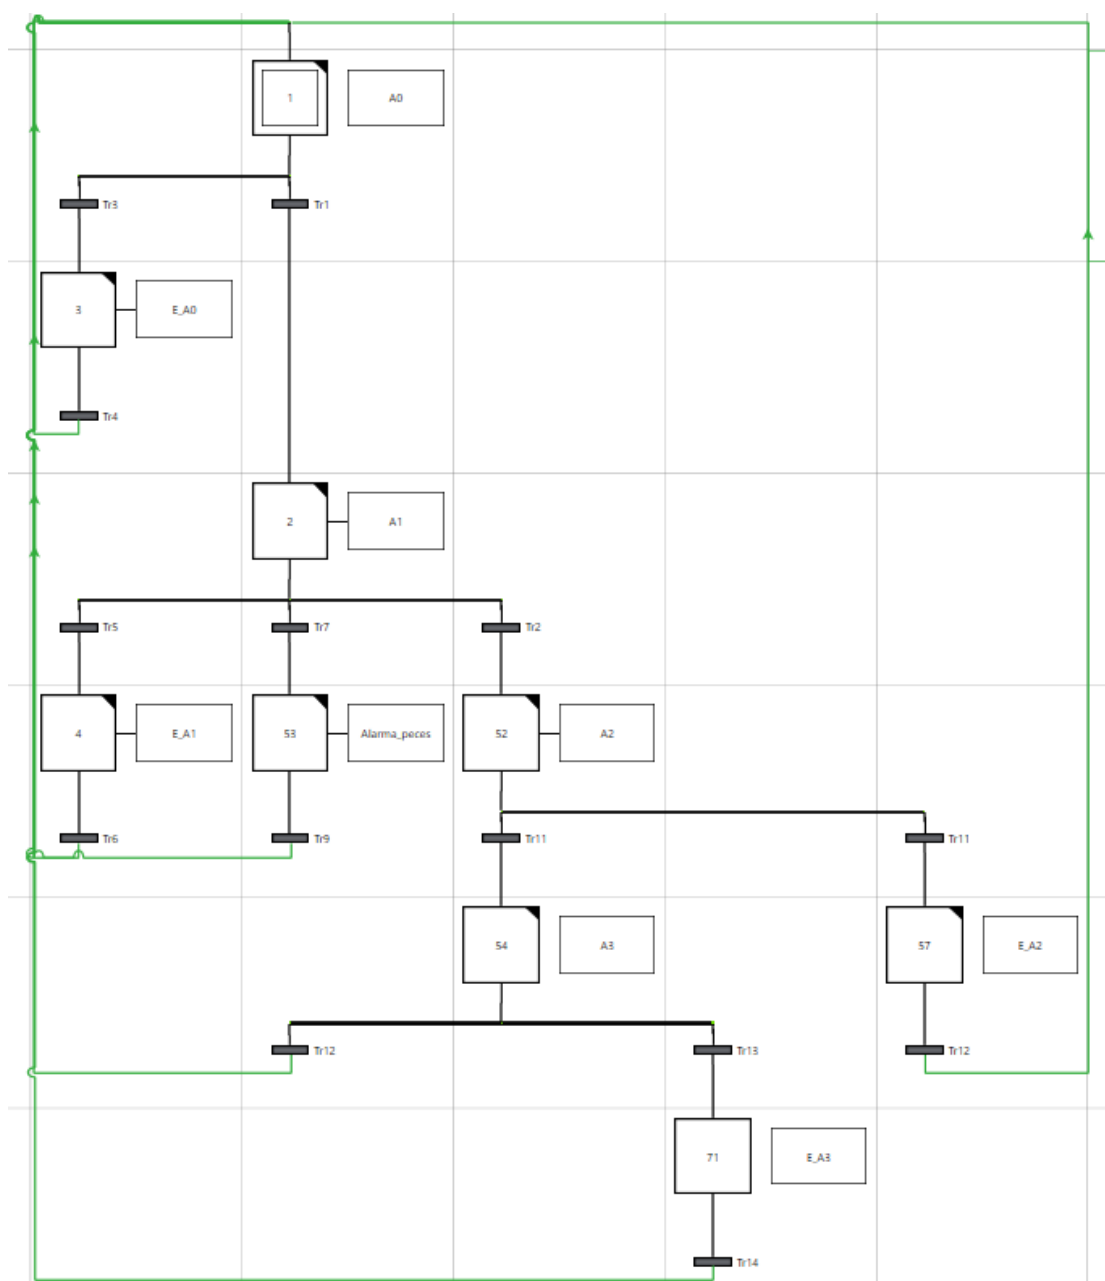 1
A0
Tr3
Tr1
3
E_A0
Tr4
2
A1
Tr5
Tr7
Tr2
4
E_A1
53
Alarma_peces
52
A2
Tr6
Tr9
Tr11
Tr11
54
A3
57
E_A2
Tr12
Tr13
Tr12
71
E_A3
Tr14